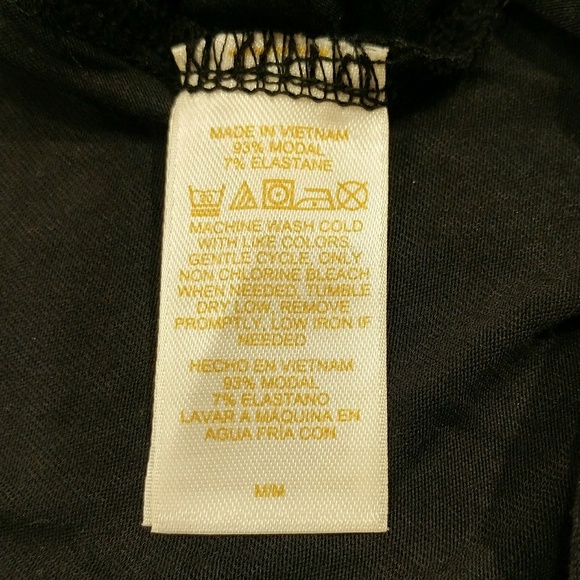 MADE IN VIETNAM
93% MODAL
7% ELASTANE
30
MACHINE WASH COLD
WITH LIKE COLORS,
GENTLE CYCLE, ONLY
NON CHLORINE BLEACH
WHEN NEEDED, TUMBLE
DRY LOW, REMOVE
PROMPTLY, LOW IRON IF
NEEDED
HECHO EN VIETNAM
93% MODAL
7% ELASTANO
LAVAR A MAQUINA EN
AGUA FRIA CON
M/M